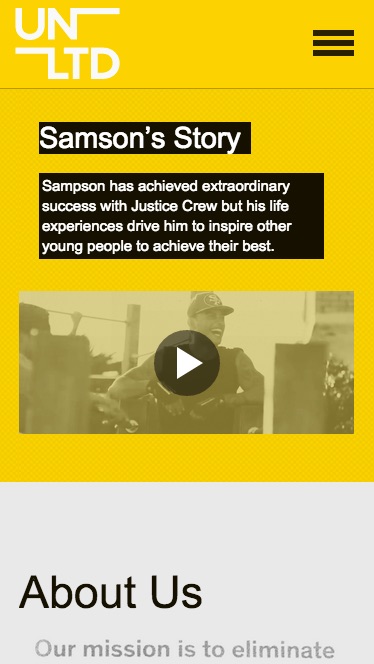 UN
LTD
Samson's Story
Sampson has achieved extraordinary
success with Justice Crew but his life
experiences drive him to inspire other
young people to achieve their best.
About Us
Our mission is to eliminate